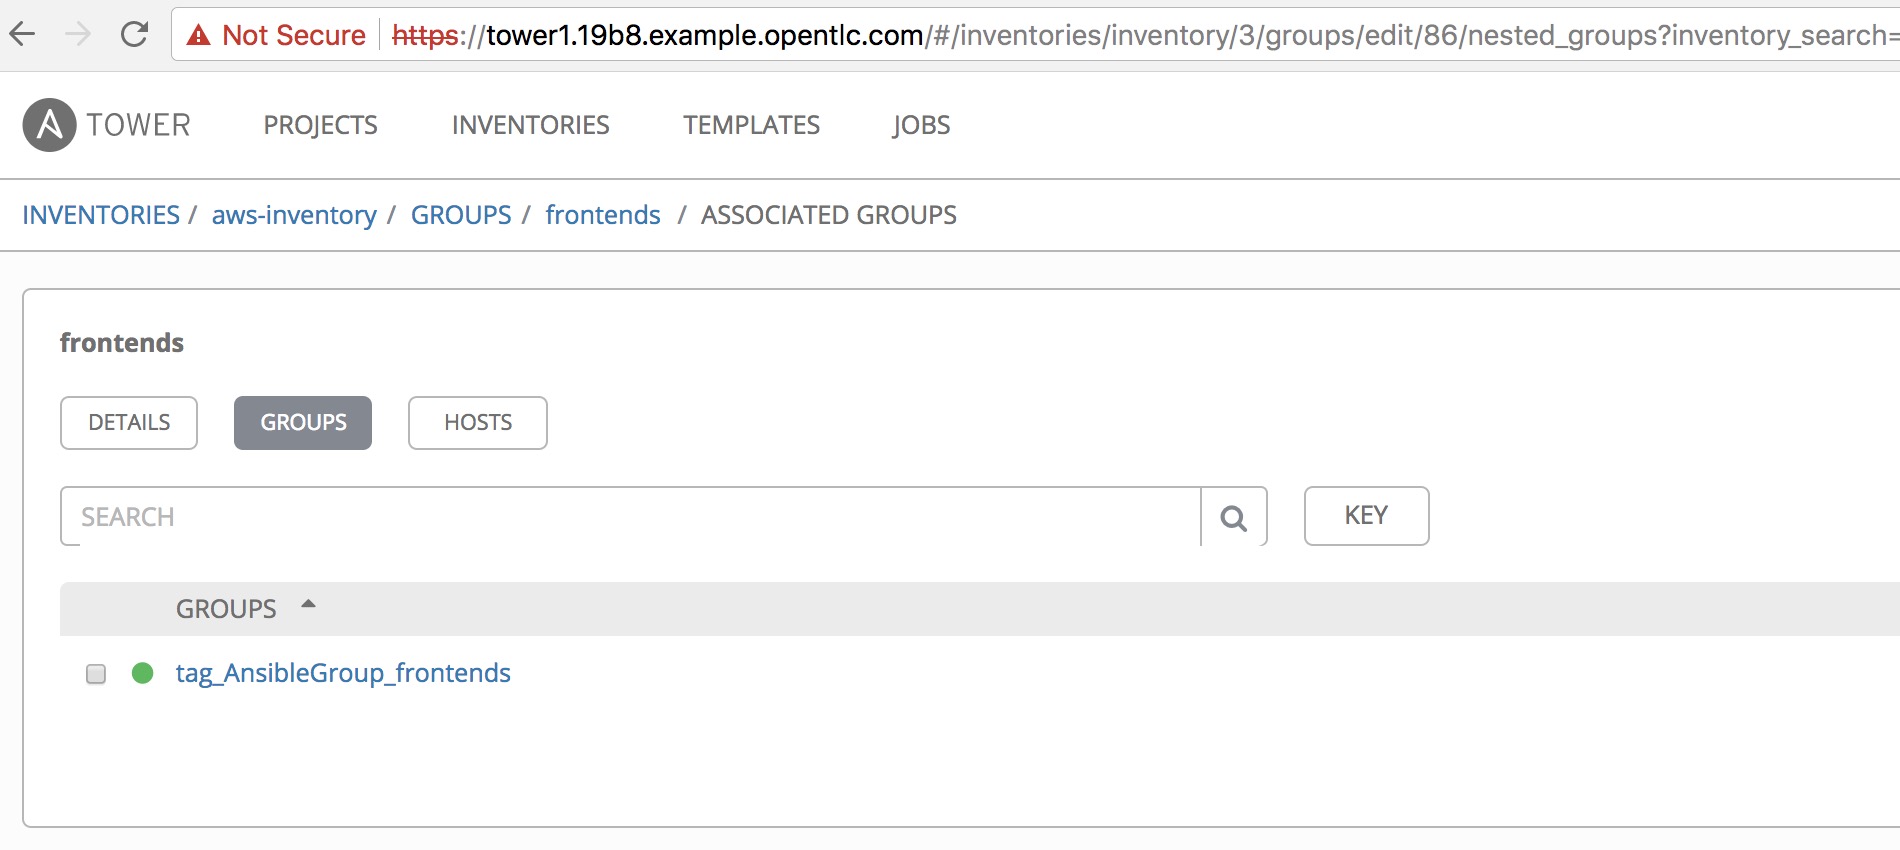 Not Secure https://tower1.19b8.example.opentlc.com/#/inventories/inventory/3/groups/edit/86/nested_groups?inventory_search=
A TOWER PROJECTS INVENTORIES TEMPLATES JOBS
INVENTORIES / aws-inventory / GROUPS / frontends / ASSOCIATED GROUPS
frontends
DETAILS GROUPS HOSTS
SEARCH KEY
GROUPS
tag_AnsibleGroup_frontends